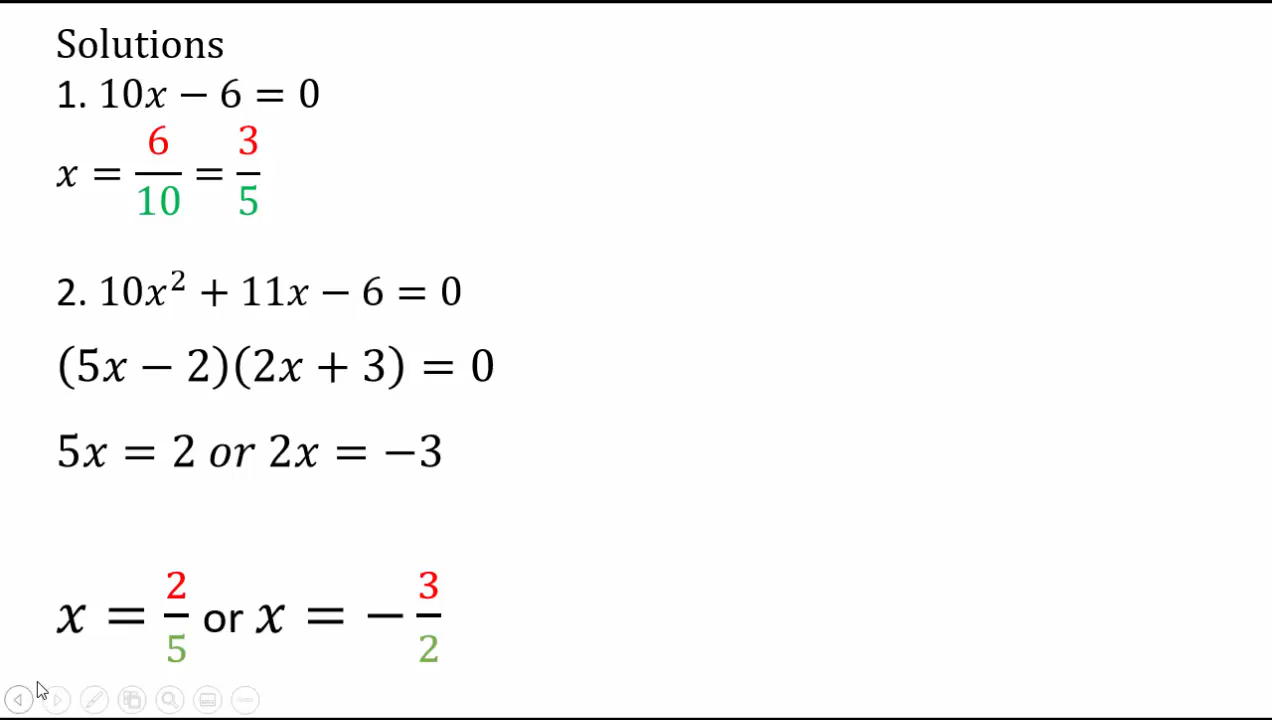 Solutions
1. 10x − 6 = 0
x = 6/10 = 3/5
2. 10x² + 11x − 6 = 0
(5x − 2)(2x + 3) = 0
5x = 2 or 2x = −3
x = 2/5 or x = − 3/2